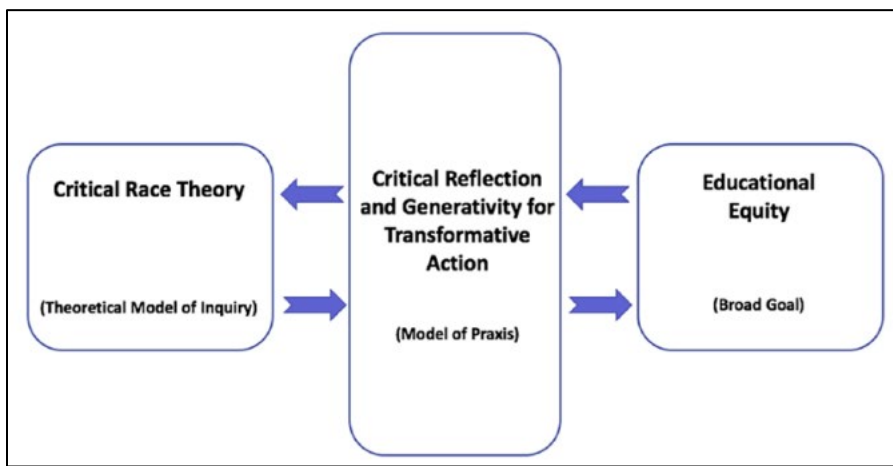 Critical Race Theory
(Theoretical Model of Inquiry)
Critical Reflection
and Generativity for
Transformative
Action
(Model of Praxis)
Educational
Equity
(Broad Goal)